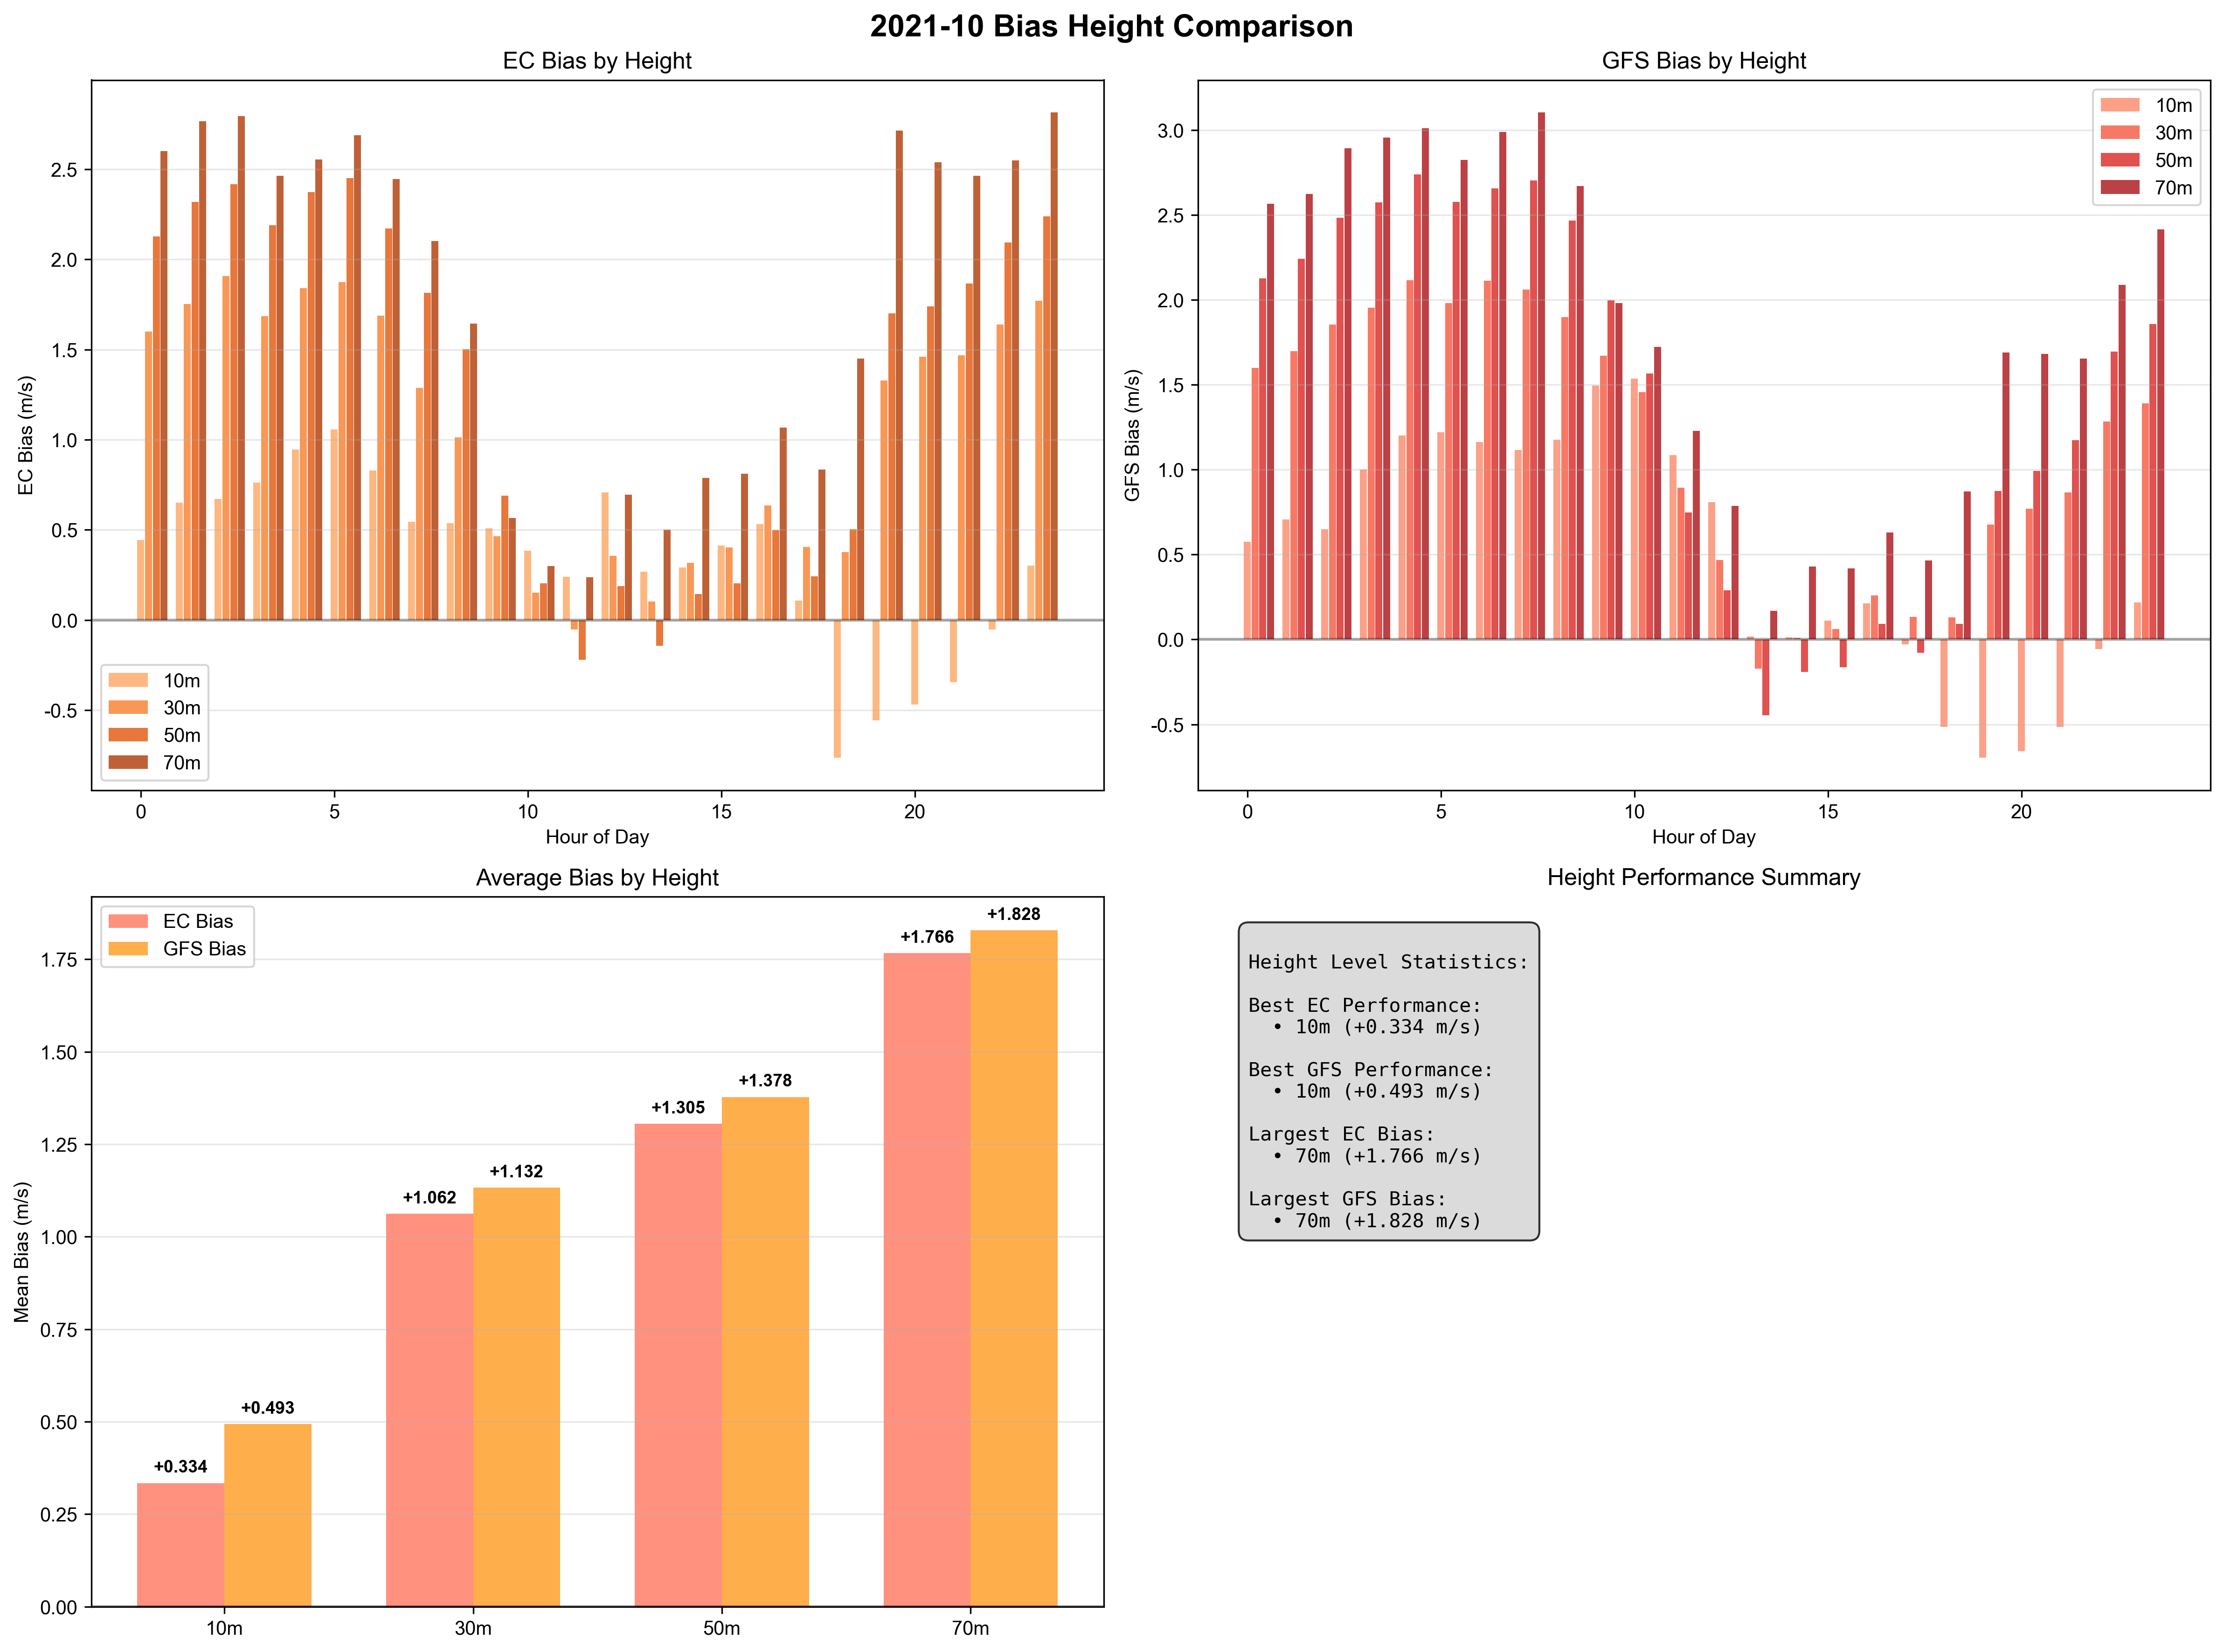 2021-10 Bias Height Comparison
EC Bias by Height
EC Bias (m/s)
2.5
2.0
1.5
1.0
0.5
0.0
-0.5
10m
30m
50m
70m
0
5
10
15
20
Hour of Day
GFS Bias by Height
GFS Bias (m/s)
3.0
2.5
2.0
1.5
1.0
0.5
0.0
-0.5
10m
30m
50m
70m
0
5
10
15
20
Hour of Day
Average Bias by Height
Mean Bias (m/s)
EC Bias
GFS Bias
1.75
1.50
1.25
1.00
0.75
0.50
0.25
0.00
+0.334
+0.493
+1.062
+1.132
+1.305
+1.378
+1.766
+1.828
10m
30m
50m
70m
Height Performance Summary
Height Level Statistics:
Best EC Performance:
• 10m (+0.334 m/s)
Best GFS Performance:
• 10m (+0.493 m/s)
Largest EC Bias:
• 70m (+1.766 m/s)
Largest GFS Bias:
• 70m (+1.828 m/s)